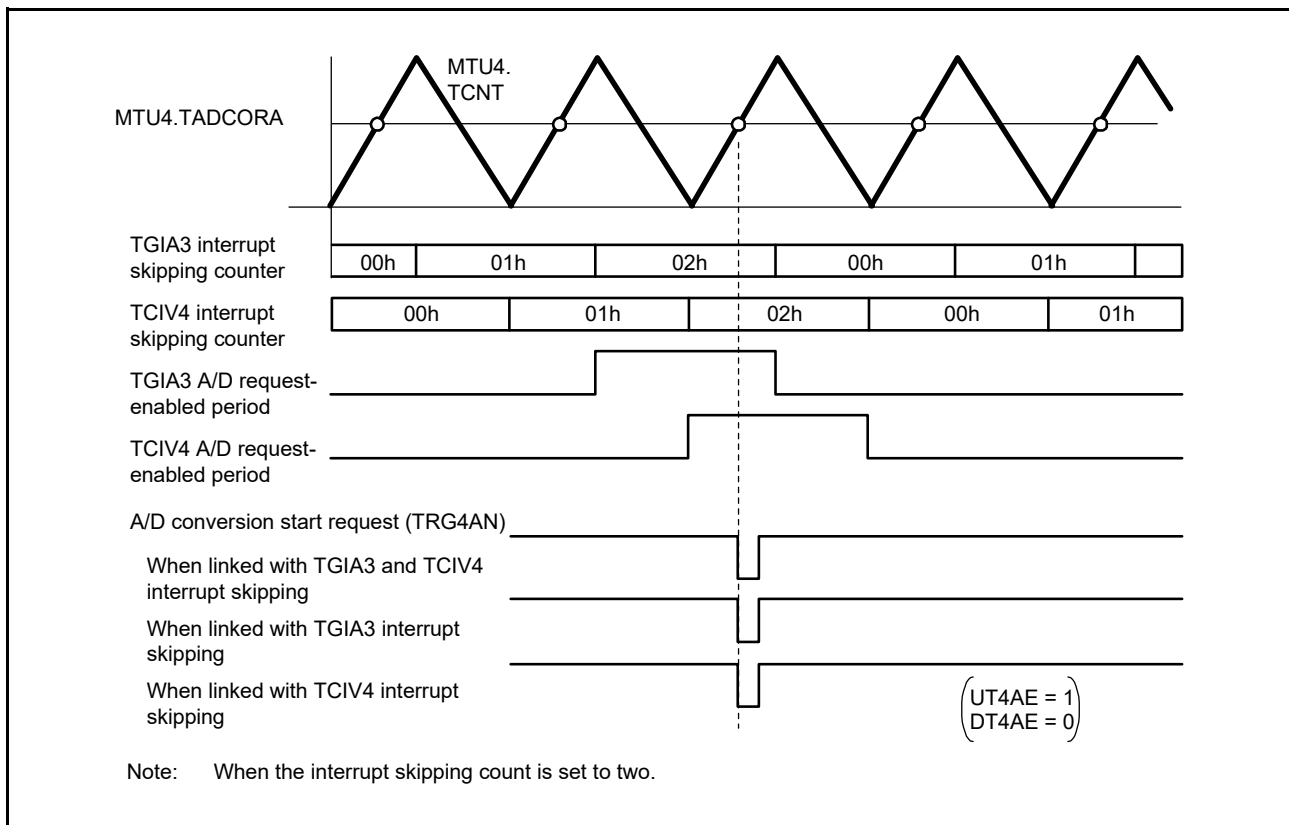 MTU4.
TCNT
MTU4.TADCORA
TGIA3 interrupt
skipping counter
00h 01h 02h 00h 01h
TCIV4 interrupt
skipping counter
00h 01h 02h 00h 01h
TGIA3 A/D request-
enabled period
TCIV4 A/D request-
enabled period
A/D conversion start request (TRG4AN)
When linked with TGIA3 and TCIV4
interrupt skipping
When linked with TGIA3 interrupt
skipping
When linked with TCIV4 interrupt
skipping
UT4AE = 1
DT4AE = 0
Note: When the interrupt skipping count is set to two.